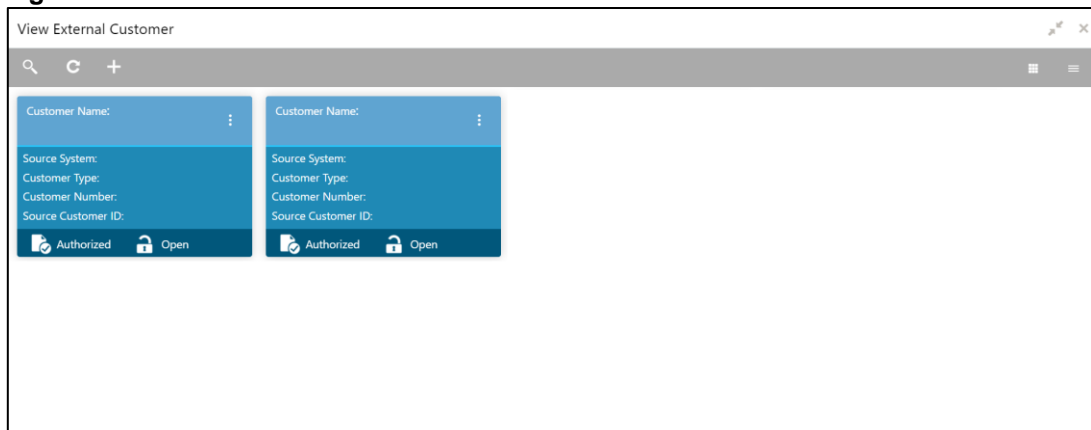 View External Customer
Customer Name:
Source System:
Customer Type:
Customer Number:
Source Customer ID:
Authorized Open
Customer Name:
Source System:
Customer Type:
Customer Number:
Source Customer ID:
Authorized Open